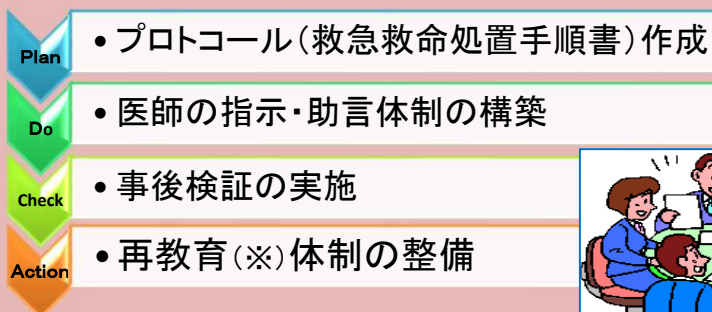 Plan
• プロトコール(救急救命処置手順書)作成
Do
• 医師の指示・助言体制の構築
Check
• 事後検証の実施
Action
• 再教育(※)体制の整備